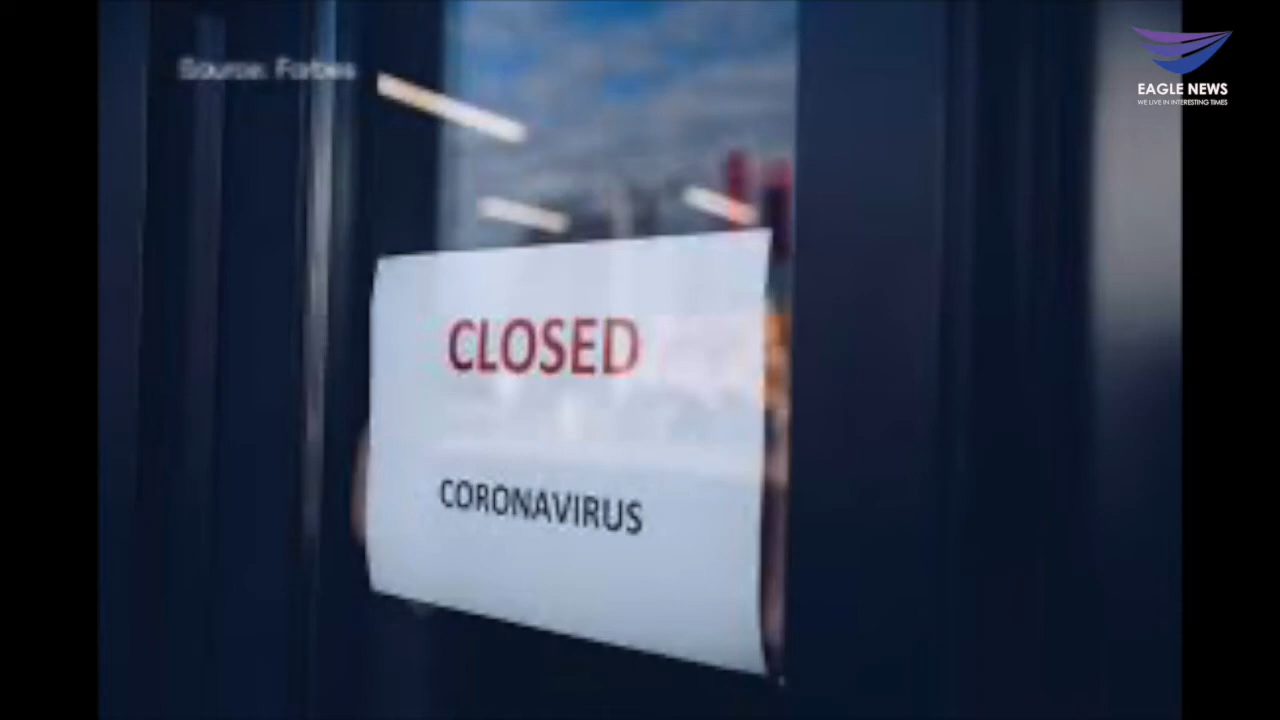 Source: Forbes
EAGLE NEWS
WE LIVE IN INTERESTING TIMES
CLOSED
CORONAVIRUS